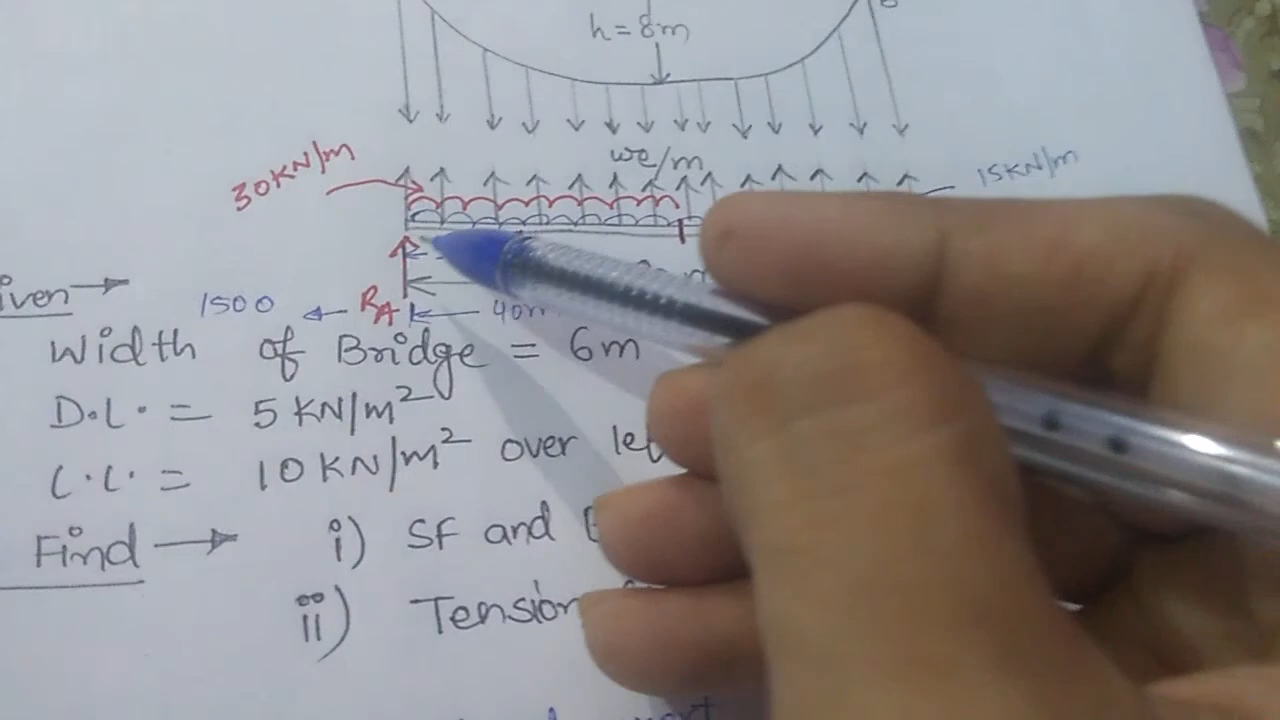 h = 8m
we/m
30KN/m
15KN/m
iven →
1500 ← RA 40m
Width of Bridge = 6m
D.L. = 5 KN/m²
L.L. = 10 KN/m² over
Find → i) SF and
ii) Tension